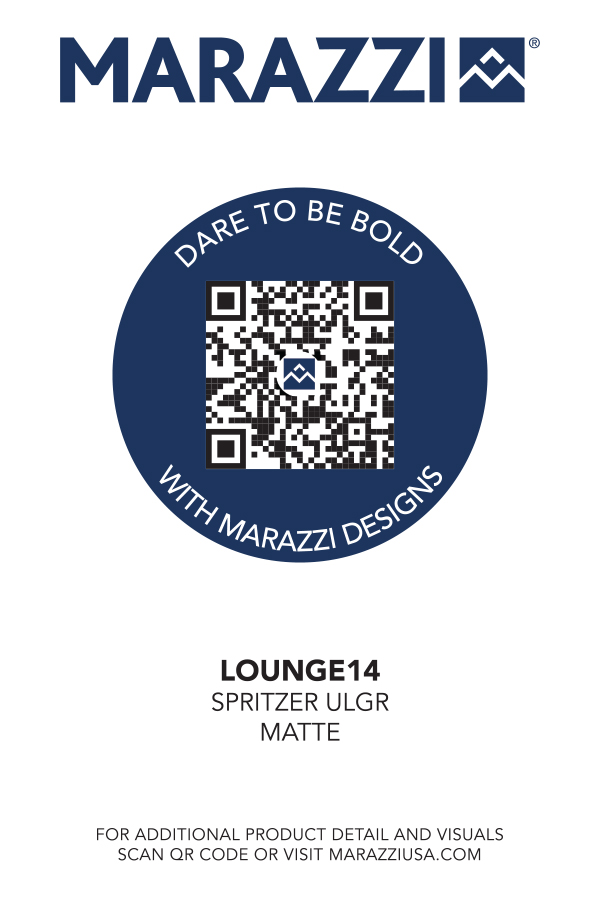 MARAZZI®
DARE TO BE BOLD
WITH MARAZZI DESIGNS
LOUNGE14
SPRITZER ULGR
MATTE
FOR ADDITIONAL PRODUCT DETAIL AND VISUALS
SCAN QR CODE OR VISIT MARAZZIUSA.COM